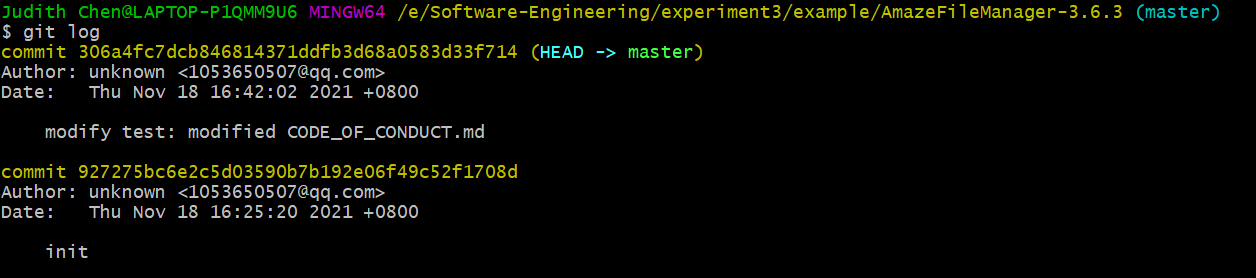 Judith Chen@LAPTOP-P1QMM9U6 MINGW64 /e/Software-Engineering/experiment3/example/AmazeFileManager-3.6.3 (master)
$ git log
commit 306a4fc7dcb846814371ddfb3d68a0583d33f714 (HEAD -> master)
Author: unknown <1053650507@qq.com>
Date:   Thu Nov 18 16:42:02 2021 +0800
    modify test: modified CODE_OF_CONDUCT.md
commit 927275bc6e2c5d03590b7b192e06f49c52f1708d
Author: unknown <1053650507@qq.com>
Date:   Thu Nov 18 16:25:20 2021 +0800
    init